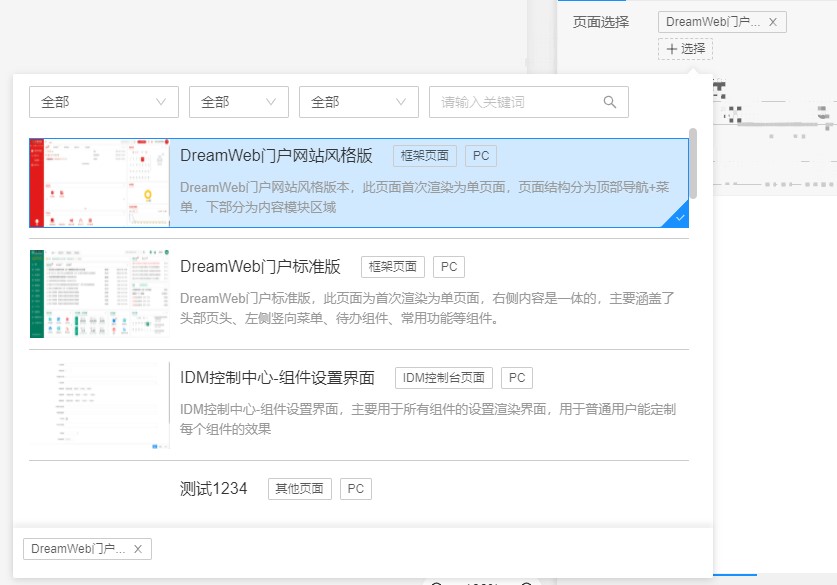 页面选择
DreamWeb门户... ×
+ 选择
全部 全部 全部 请输入关键词
DreamWeb门户网站风格版 框架页面 PC
DreamWeb门户网站风格版本，此页面首次渲染为单页面，页面结构分为顶部导航+菜
单，下部分为内容模块区域
DreamWeb门户标准版 框架页面 PC
DreamWeb门户标准版，此页面为首次渲染为单页面，右侧内容是一体的，主要涵盖了
头部页头、左侧竖向菜单、待办组件、常用功能等组件。
IDM控制中心-组件设置界面 IDM控制台页面 PC
IDM控制中心-组件设置界面，主要用于所有组件的设置渲染界面，用于普通用户能定制
每个组件的效果
测试1234 其他页面 PC
DreamWeb门户... ×